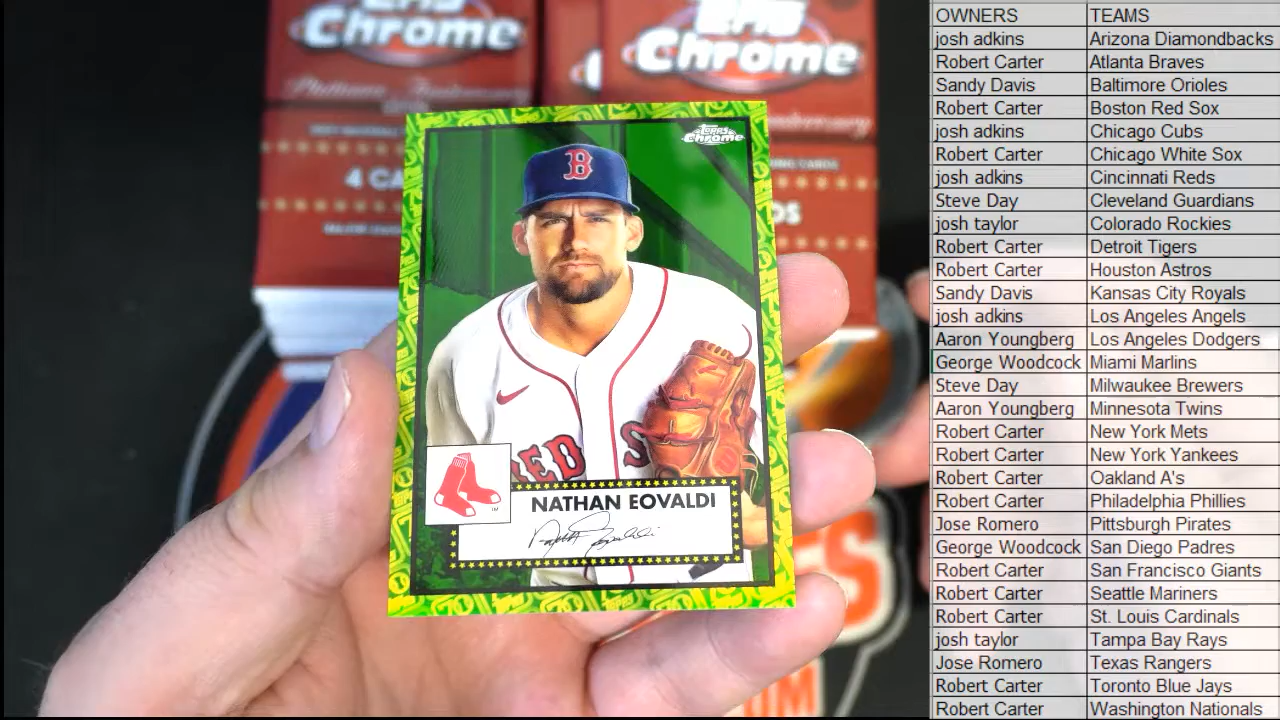 Topps Chrome
Chrome
4 CA
Topps
Chrome
B
RED S
NATHAN EOVALDI
OWNERS TEAMS
josh adkins Arizona Diamondbacks
Robert Carter Atlanta Braves
Sandy Davis Baltimore Orioles
Robert Carter Boston Red Sox
josh adkins Chicago Cubs
Robert Carter Chicago White Sox
josh adkins Cincinnati Reds
Steve Day Cleveland Guardians
josh taylor Colorado Rockies
Robert Carter Detroit Tigers
Robert Carter Houston Astros
Sandy Davis Kansas City Royals
josh adkins Los Angeles Angels
Aaron Youngberg Los Angeles Dodgers
George Woodcock Miami Marlins
Steve Day Milwaukee Brewers
Aaron Youngberg Minnesota Twins
Robert Carter New York Mets
Robert Carter New York Yankees
Robert Carter Oakland A's
Robert Carter Philadelphia Phillies
Jose Romero Pittsburgh Pirates
George Woodcock San Diego Padres
Robert Carter San Francisco Giants
Robert Carter Seattle Mariners
Robert Carter St. Louis Cardinals
josh taylor Tampa Bay Rays
Jose Romero Texas Rangers
Robert Carter Toronto Blue Jays
Robert Carter Washington Nationals